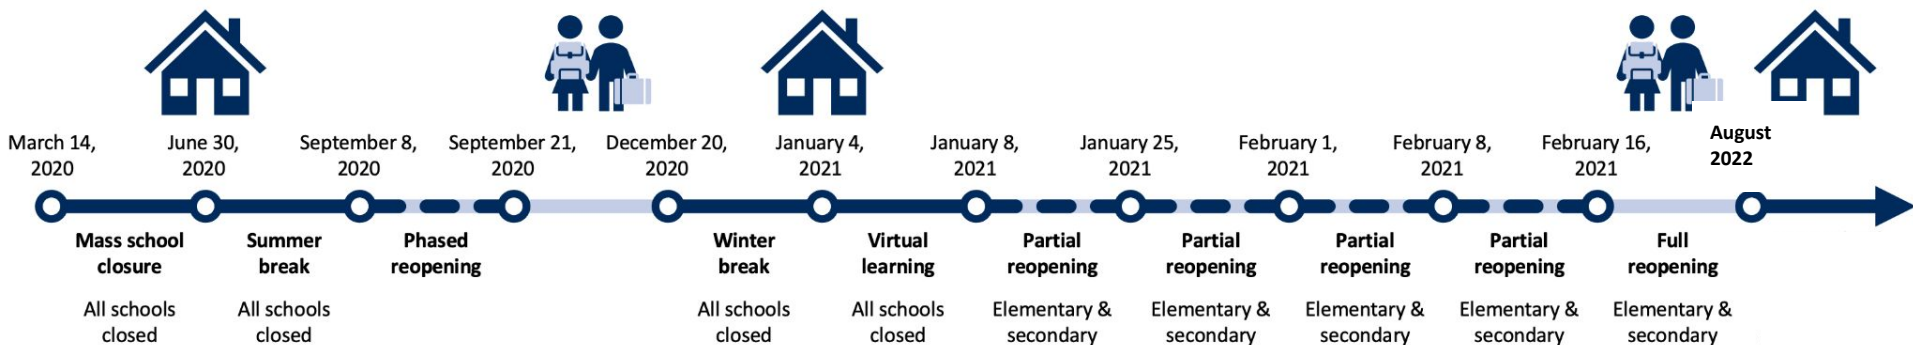 March 14,
2020
June 30,
2020
September 8,
2020
September 21,
2020
December 20,
2020
January 4,
2021
January 8,
2021
January 25,
2021
February 1,
2021
February 8,
2021
February 16,
2021
August
2022
Mass school
closure
All schools
closed
Summer
break
All schools
closed
Phased
reopening
Winter
break
All schools
closed
Virtual
learning
All schools
closed
Partial
reopening
Elementary &
secondary
Partial
reopening
Elementary &
secondary
Partial
reopening
Elementary &
secondary
Partial
reopening
Elementary &
secondary
Full
reopening
Elementary &
secondary